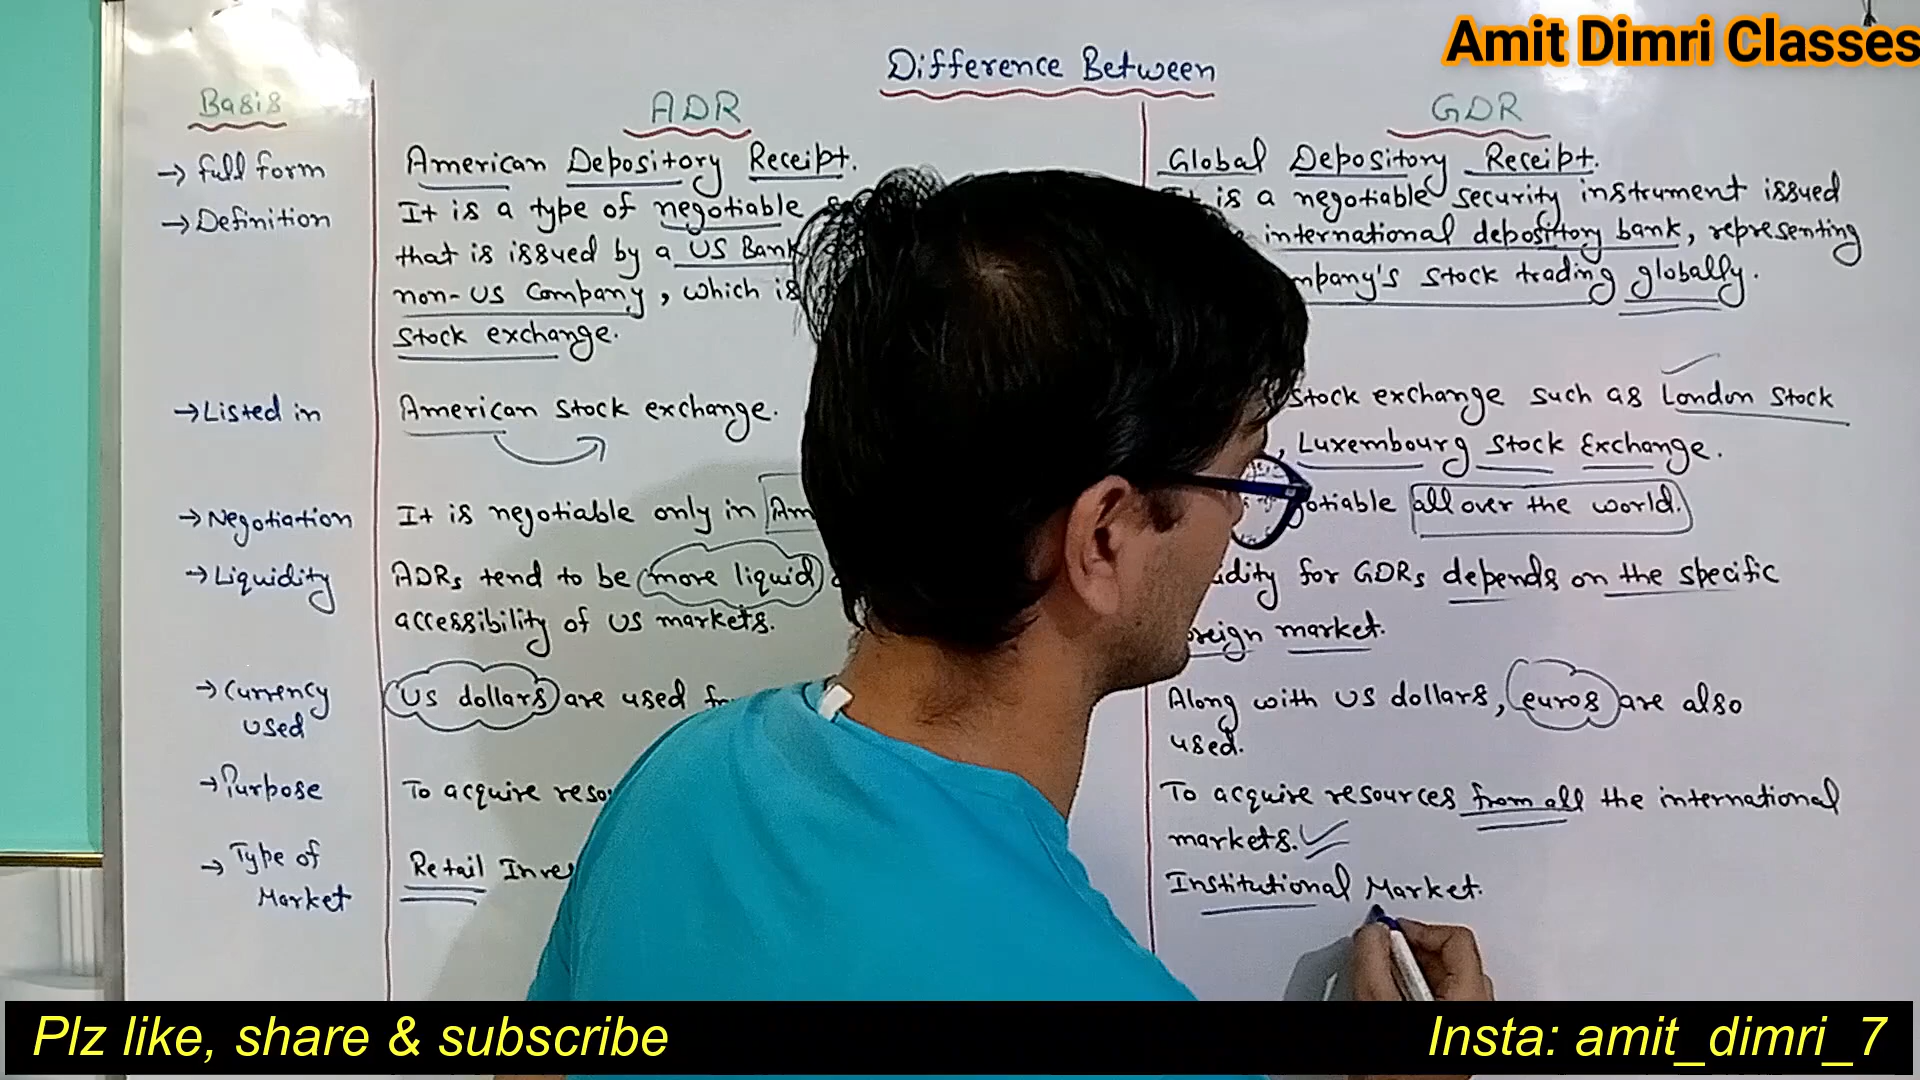 Amit Dimri Classes
Difference Between
Basis
ADR
GDR
→ Full form
American Depository Receipt.
Global Depository Receipt.
→ Definition
It is a type of negotiable
that is issued by a US Bank
non-US Company, which is
stock exchange.
is a negotiable security instrument issued
international depository bank, representing
company's stock trading globally.
→ Listed in
American stock exchange.
stock exchange such as London Stock
, Luxembourg Stock Exchange.
→ Negotiation
It is negotiable only in
all over the world.
→ Liquidity
ADRs tend to be more liquid
accessibility of US markets.
for GDRs depends on the specific
market.
→ Currency
used
US dollars are used
Along with US dollars, euros are also
used.
→ Purpose
To acquire
To acquire resources from all the international
markets.
→ Type of
Market
Retail
Institutional Market.
Plz like, share & subscribe
Insta: amit_dimri_7